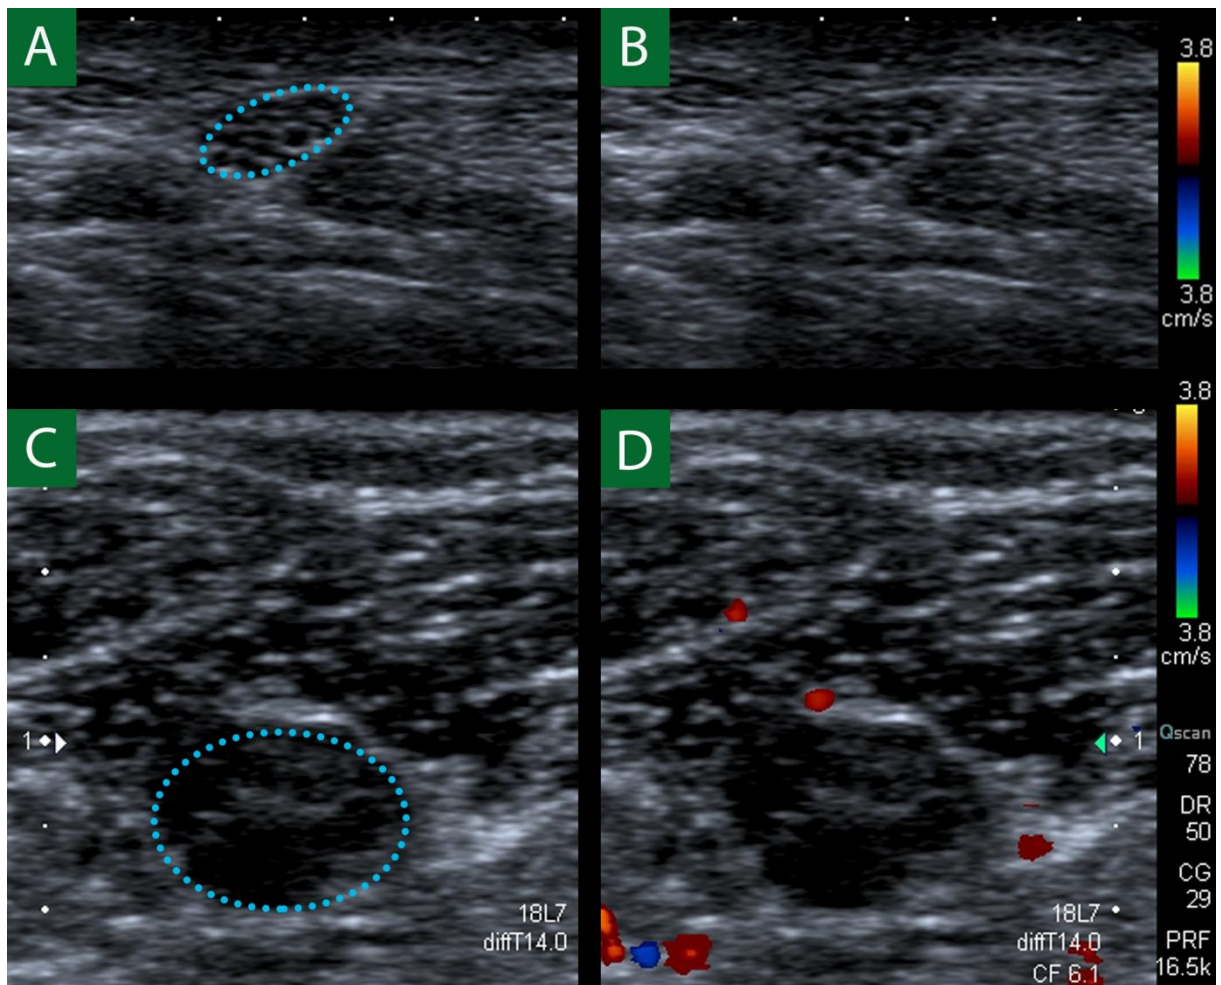 A
B
3.8
3.8
cm/s
C
D
3.8
3.8
cm/s
1
1
Qscan
78
DR
50
CG
29
PRF
16.5k
18L7
diffT14.0
18L7
diffT14.0
CF 6.1